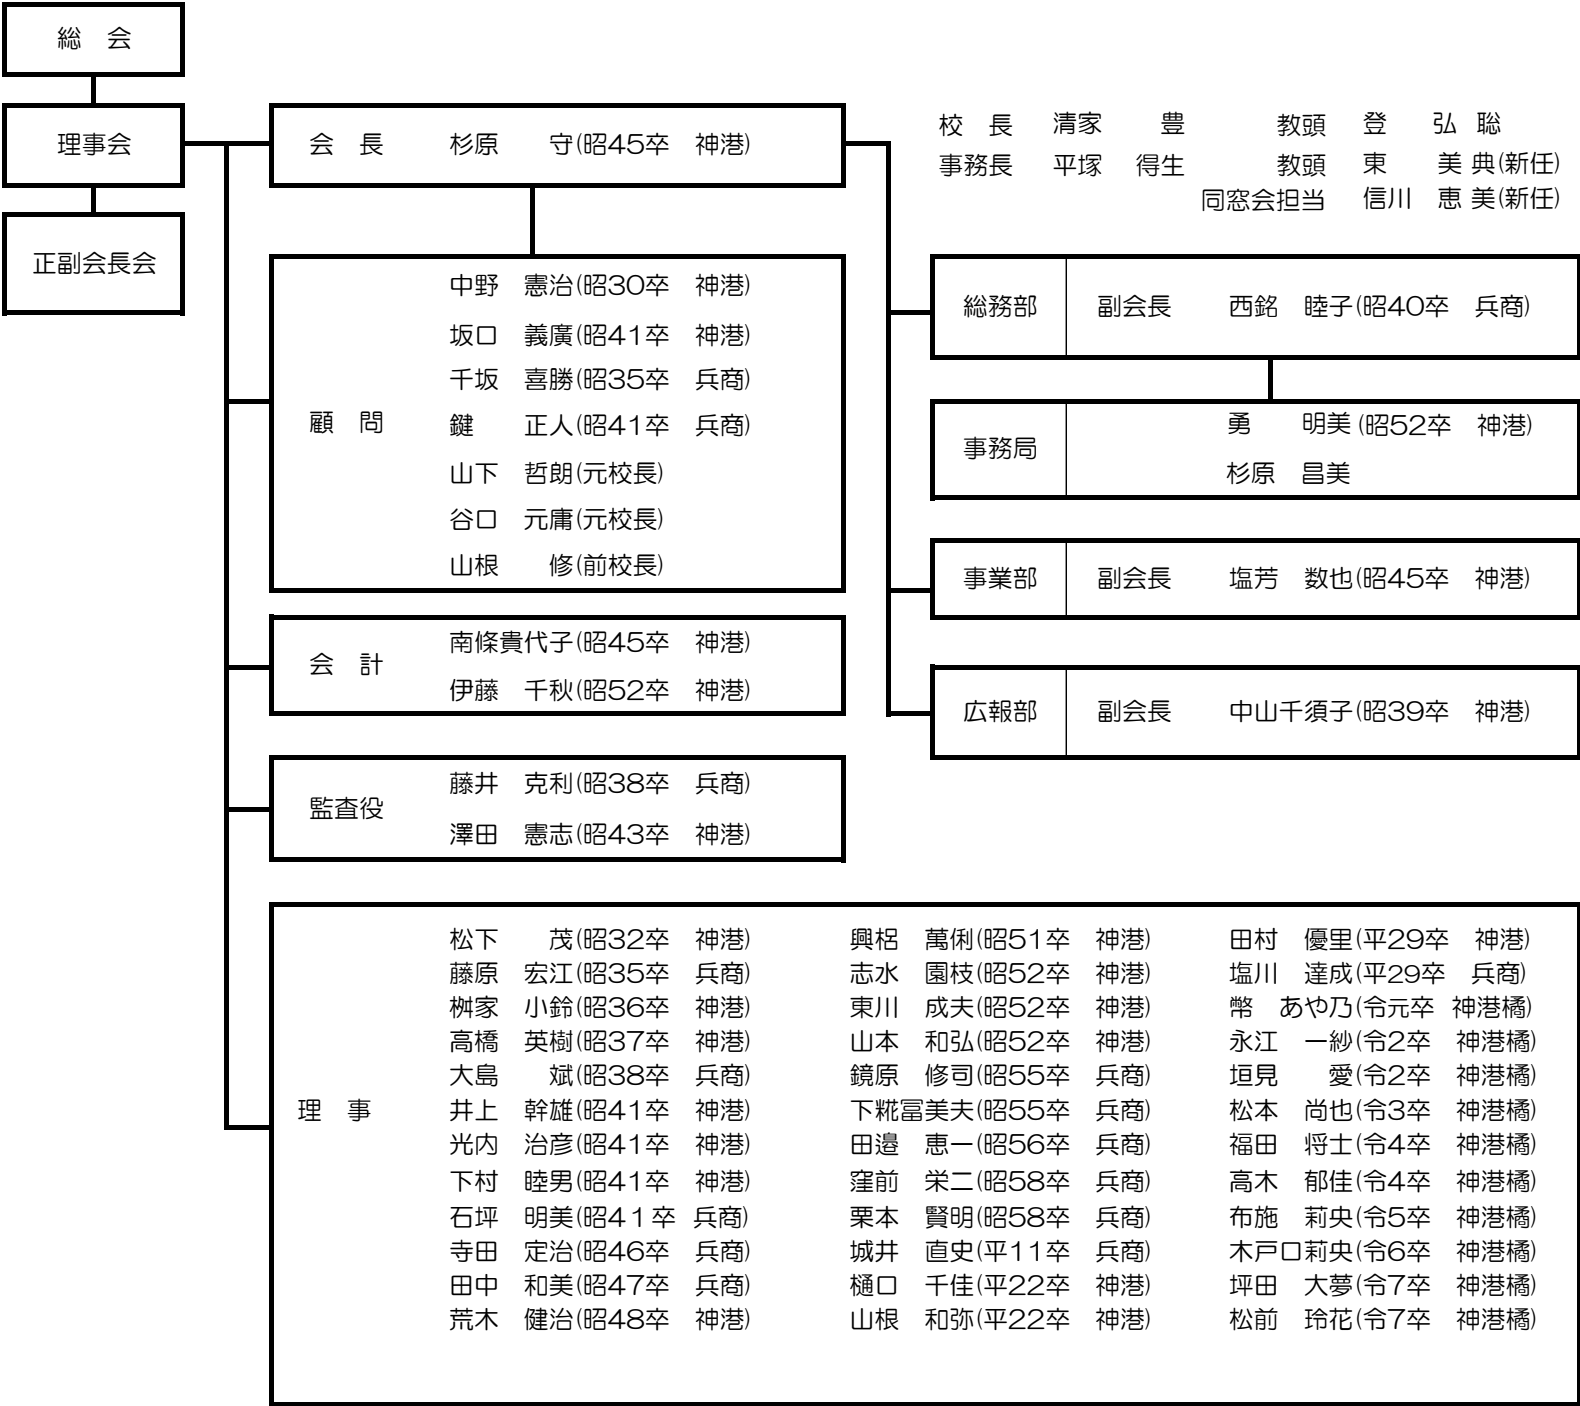 総　会
理事会
正副会長会
会　長　杉原　　守(昭45卒　神港)
校　長　清家　　豊　教頭　登　弘　聡
事務長　平塚　得生　教頭　東　美典(新任)
同窓会担当　信川　恵美(新任)
顧　問
中野　憲治(昭30卒　神港)
坂口　義廣(昭41卒　神港)
千坂　喜勝(昭35卒　兵商)
鍵　　正人(昭41卒　兵商)
山下　哲朗(元校長)
谷口　元庸(元校長)
山根　　修(前校長)
会　計
南條貴代子(昭45卒　神港)
伊藤　千秋(昭52卒　神港)
監査役
藤井　克利(昭38卒　兵商)
澤田　憲志(昭43卒　神港)
総務部　副会長　西銘　睦子(昭40卒　兵商)
事務局
勇　　明美(昭52卒　神港)
杉原　昌美
事業部　副会長　塩芳　数也(昭45卒　神港)
広報部　副会長　中山千須子(昭39卒　神港)
理　事
松下　　茂(昭32卒　神港)
藤原　宏江(昭35卒　兵商)
桝家　小鈴(昭36卒　神港)
高橋　英樹(昭37卒　神港)
大島　　斌(昭38卒　兵商)
井上　幹雄(昭41卒　神港)
光内　治彦(昭41卒　神港)
下村　睦男(昭41卒　神港)
石坪　明美(昭41卒　兵商)
寺田　定治(昭46卒　兵商)
田中　和美(昭47卒　兵商)
荒木　健治(昭48卒　神港)
興梠　萬俐(昭51卒　神港)
志水　園枝(昭52卒　神港)
東川　成夫(昭52卒　神港)
山本　和弘(昭52卒　神港)
鏡原　修司(昭55卒　兵商)
下糀冨美夫(昭55卒　兵商)
田邉　恵一(昭56卒　兵商)
窪前　栄二(昭58卒　兵商)
栗本　賢明(昭58卒　兵商)
城井　直史(平11卒　兵商)
樋口　千佳(平22卒　神港)
山根　和弥(平22卒　神港)
田村　優里(平29卒　神港)
塩川　達成(平29卒　兵商)
幣　あや乃(令元卒　神港橘)
永江　一紗(令2卒　神港橘)
垣見　　愛(令2卒　神港橘)
松本　尚也(令3卒　神港橘)
福田　将士(令4卒　神港橘)
高木　郁佳(令4卒　神港橘)
布施　莉央(令5卒　神港橘)
木戸口莉央(令6卒　神港橘)
坪田　大夢(令7卒　神港橘)
松前　玲花(令7卒　神港橘)